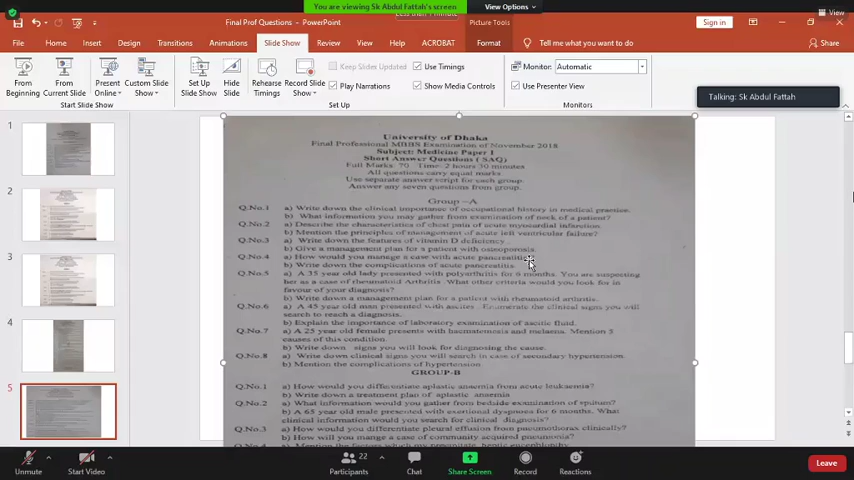 You are viewing Sk Abdul Fattah's screen
View Options
View
Final Prof Questions - PowerPoint
Picture Tools
Sign in
File
Home
Insert
Design
Transitions
Animations
Slide Show
Review
View
Help
ACROBAT
Format
Tell me what you want to do
Share
From Beginning
From Current Slide
Present Online
Custom Slide Show
Start Slide Show
Set Up Slide Show
Hide Slide
Rehearse Timings
Record Slide Show
Keep Slides Updated
Play Narrations
Use Timings
Show Media Controls
Set Up
Monitor:
Automatic
Use Presenter View
Monitors
Talking: Sk Abdul Fattah
1
2
3
4
5
University of Dhaka
Final Professional MBBS Examination of November 2018
Subject: Medicine Paper I
Short Answer Questions (SAQ)
Full Marks 70 Time-2 hours 30 minutes
All questions carry equal marks
Use separate answer script for each group.
Answer any seven questions from group.
Group -A
Q.No.1 a) Write down the clinical importance of occupational history in medical practice.
b) What information you may gather from examination of neck of a patient?
Q.No.2 a) Describe the characteristics of chest pain of acute myocardial infarction.
b) Mention the principles of management of acute left ventricular failure?
Q.No.3 a) Write down the features of vitamin D deficiency.
b) Give a management plan for a patient with osteoporosis.
Q.No.4 a) How would you manage a case with acute pancreatitis
b) Write down the complications of acute pancreatitis.
Q.No.5 a) A 35 year old lady presented with polyarthritis for 6 months. You are suspecting
her as a case of rheumatoid Arthritis. What other criteria would you look for in
favour of your diagnosis?
b) Write down a management plan for a patient with rheumatoid arthritis.
Q.No.6 a) A 45 year old man presented with ascites. Enumerate the clinical signs you will
search to reach a diagnosis.
b) Explain the importance of laboratory examination of ascitic fluid.
Q.No.7 a) A 25 year old female presents with haematemesis and melaena. Mention 5
causes of this condition.
b) Write down signs you will look for diagnosing the cause.
Q.No.8 a) Write down clinical signs you will search in case of secondary hypertension.
b) Mention the complications of hypertension.
GROUP-B
Q.No.1 a) How would you differentiate aplastic anaemia from acute leukaemia?
b) Write down a treatment plan of aplastic anaemia
Q.No.2 a) What information would you gather from bedside examination of sputum?
b) A 65 year old male presented with exertional dyspnoea for 6 months. What
clinical information would you search for clinical diagnosis?
Q.No.3 a) How would you differentiate pleural effusion from pneumothorax clinically?
b) How will you mange a case of community acquired pneumonia?
Unmute
Start Video
Participants
22
Chat
Share Screen
Record
Reactions
Leave